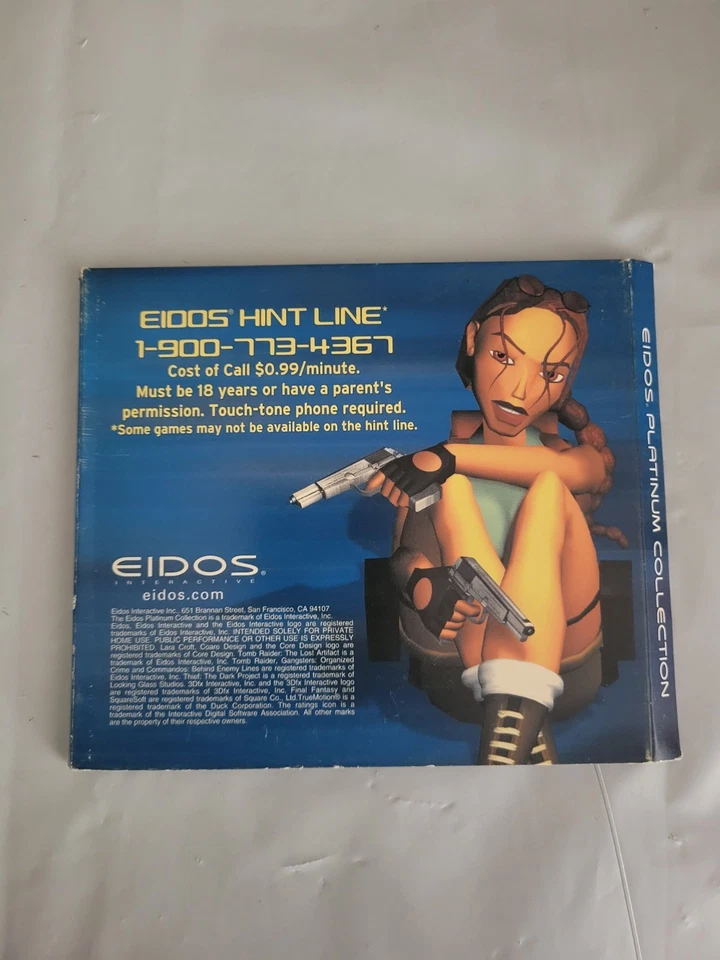 EIDOS® HINT LINE*
1-900-773-4367
Cost of Call $0.99/minute.
Must be 18 years or have a parent's
permission. Touch-tone phone required.
*Some games may not be available on the hint line.
EIDOS®
INTERACTIVE
eidos.com
Eidos Interactive Inc., 651 Brannan Street, San Francisco, CA 94107
The Eidos Platinum Collection is a trademark of Eidos Interactive, Inc.
Eidos, Eidos Interactive and the Eidos Interactive logo are registered
trademarks of Eidos Interactive, Inc. INTENDED SOLELY FOR PRIVATE
HOME USE. PUBLIC PERFORMANCE OR OTHER USE IS EXPRESSLY
PROHIBITED. Lara Croft, Coare Design and the Core Design logo are
registered trademarks of Core Design. Tomb Raider: The Lost Artifact is a
trademark of Eidos Interactive, Inc. Tomb Raider, Gangsters: Organized
Crime and Commandos: Behind Enemy Lines are registered trademarks of
Eidos Interactive, Inc. Thief: The Dark Project is a registered trademark of
Looking Glass Studios. 3Dfx Interactive, Inc. and the 3Dfx Interactive logo
are registered trademarks of 3Dfx Interactive, Inc. Final Fantasy and
SquareSoft are registered trademarks of Square Co., Ltd.TrueMotion® is a
registered trademark of the Duck Corporation. The ratings icon is a
trademark of the Interactive Digital Software Association. All other marks
are the property of their respective owners.
EIDOS® PLATINUM COLLECTION